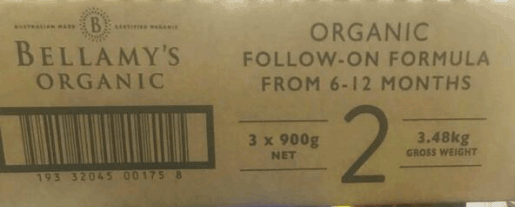 AUSTRALIAN MADE B CERTIFIED ORGANIC
BELLAMY'S
ORGANIC
193 32045 00175 8
ORGANIC
FOLLOW-ON FORMULA
FROM 6-12 MONTHS
3 x 900g
NET
2
3.48kg
GROSS WEIGHT